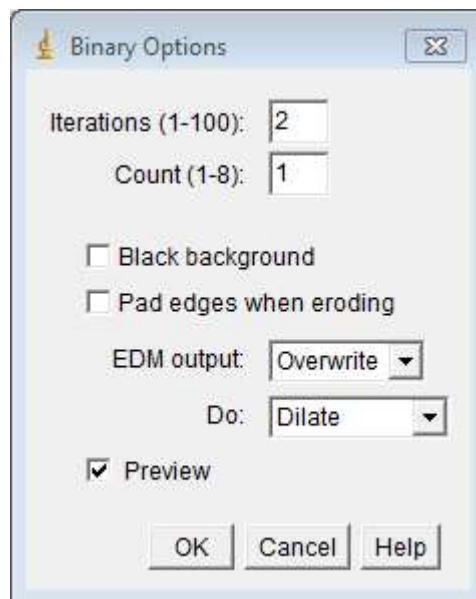 Binary Options
Iterations (1-100): 2
Count (1-8): 1
Black background
Pad edges when eroding
EDM output: Overwrite
Do: Dilate
Preview
OK Cancel Help